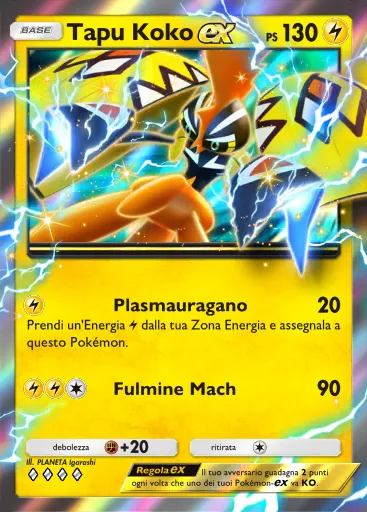 BASE Tapu Koko ex PS 130
Plasmauragano 20
Prendi un'Energia dalla tua Zona Energia e assegnala a
questo Pokémon.
Fulmine Mach 90
debolezza +20 ritirata
Ill. PLANETA Igarashi
Regola ex Il tuo avversario guadagna 2 punti
ogni volta che uno dei tuoi Pokémon-ex va KO.